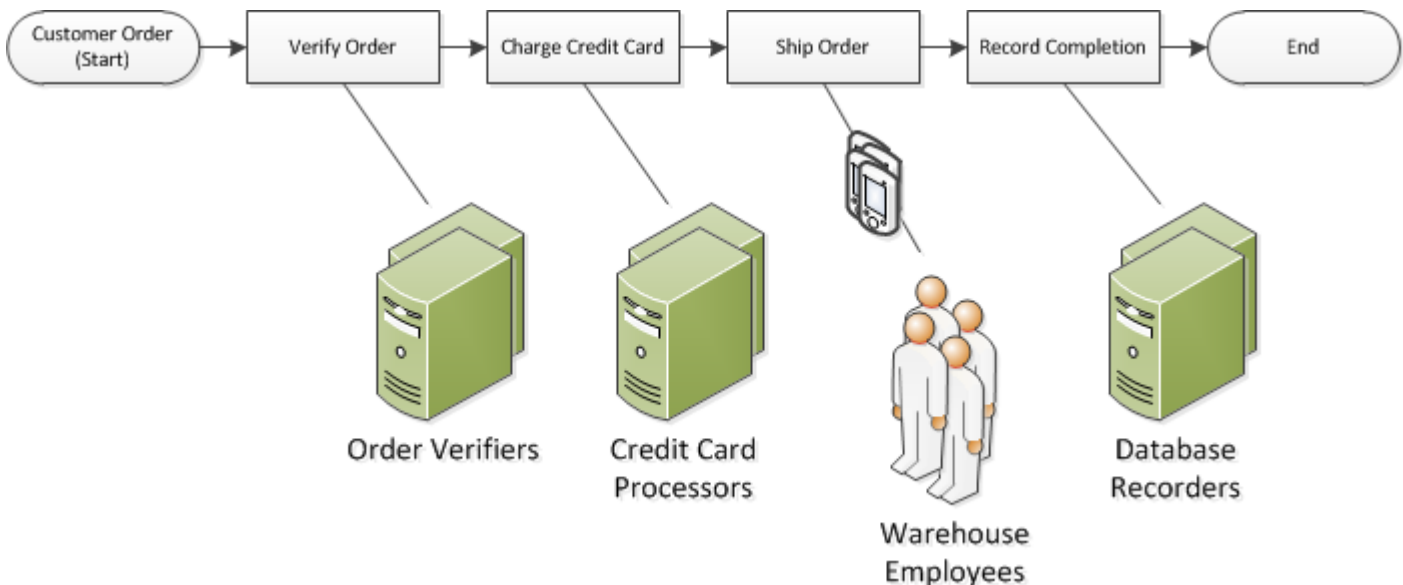 Customer Order
(Start)
Verify Order
Charge Credit Card
Ship Order
Record Completion
End
Order Verifiers
Credit Card
Processors
Warehouse
Employees
Database
Recorders